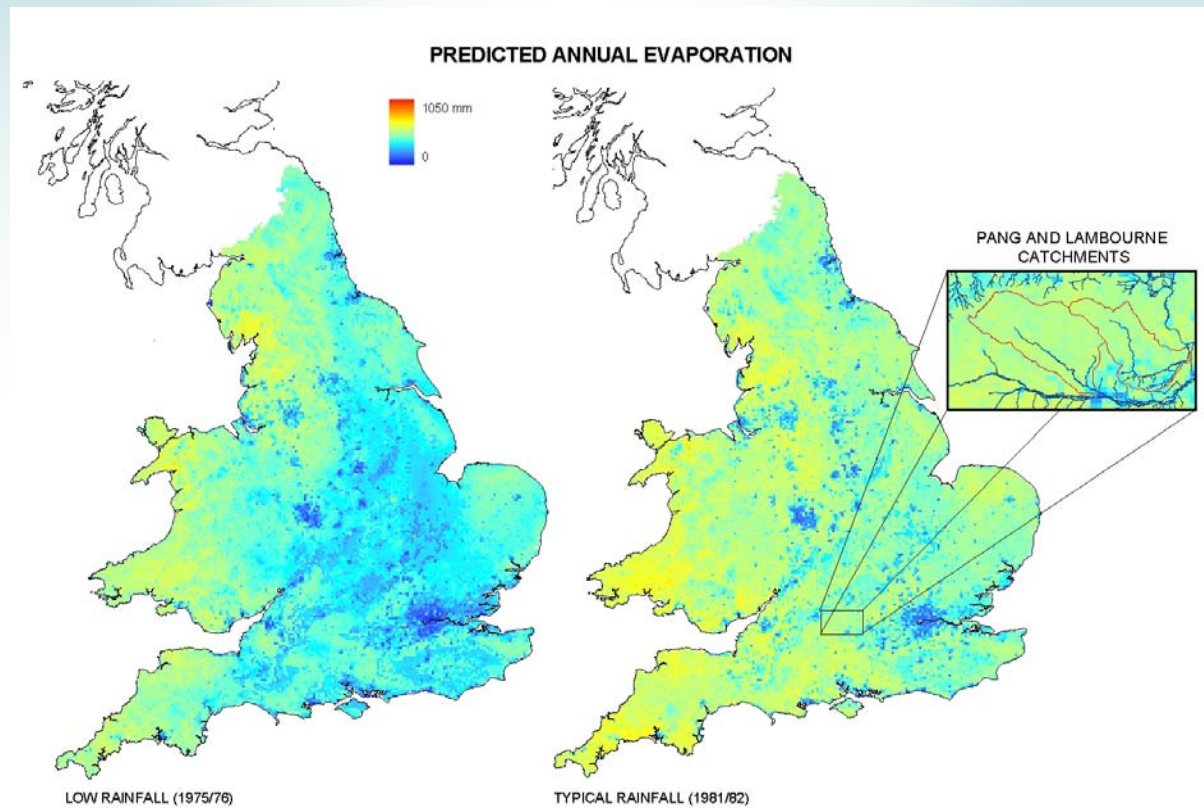 PREDICTED ANNUAL EVAPORATION
1050 mm
0
PANG AND LAMBOURNE
CATCHMENTS
LOW RAINFALL (1975/76)
TYPICAL RAINFALL (1981/82)